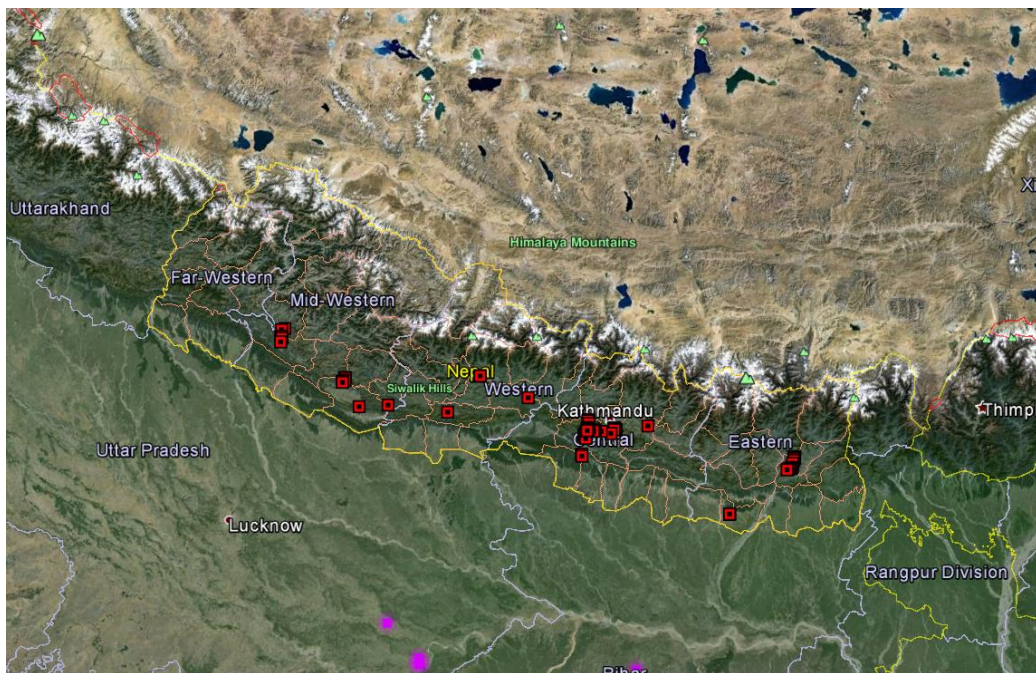 Xi
Uttarakhand
Himalaya Mountains
Far-Western
Mid-Western
Nepal
Siwalik Hills
Western
Kathmandu
Thimp
Central
Eastern
Uttar Pradesh
Lucknow
Rangpur Division
Bihar